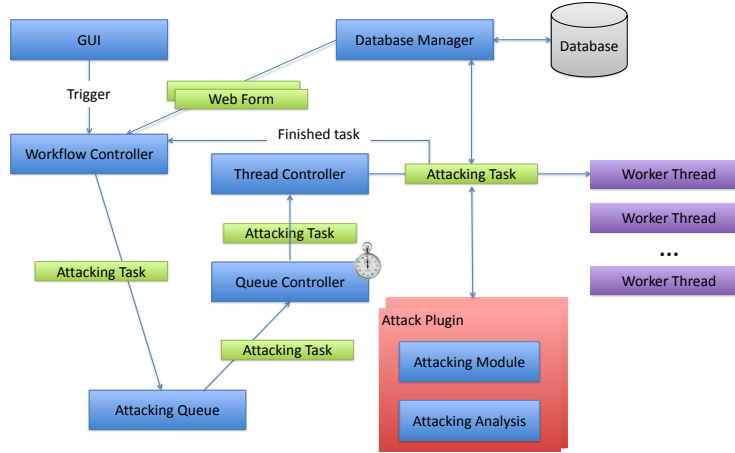 GUI
Database Manager
Database
Trigger
Web Form
Finished task
Workflow Controller
Thread Controller
Attacking Task
Worker Thread
Worker Thread
Attacking Task
...
Attacking Task
Queue Controller
Worker Thread
Attack Plugin
Attacking Task
Attacking Module
Attacking Queue
Attacking Analysis